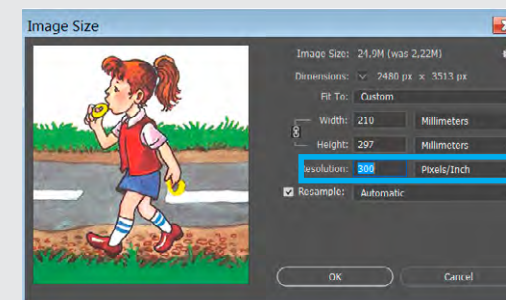 Image Size
Image Size: 24.9M (was 2.22M)
Dimensions: 2480 px x 3513 px
Fit To: Custom
Width: 210 Millimeters
Height: 297 Millimeters
Resolution: 300 Pixels/Inch
Resample: Automatic
OK Cancel